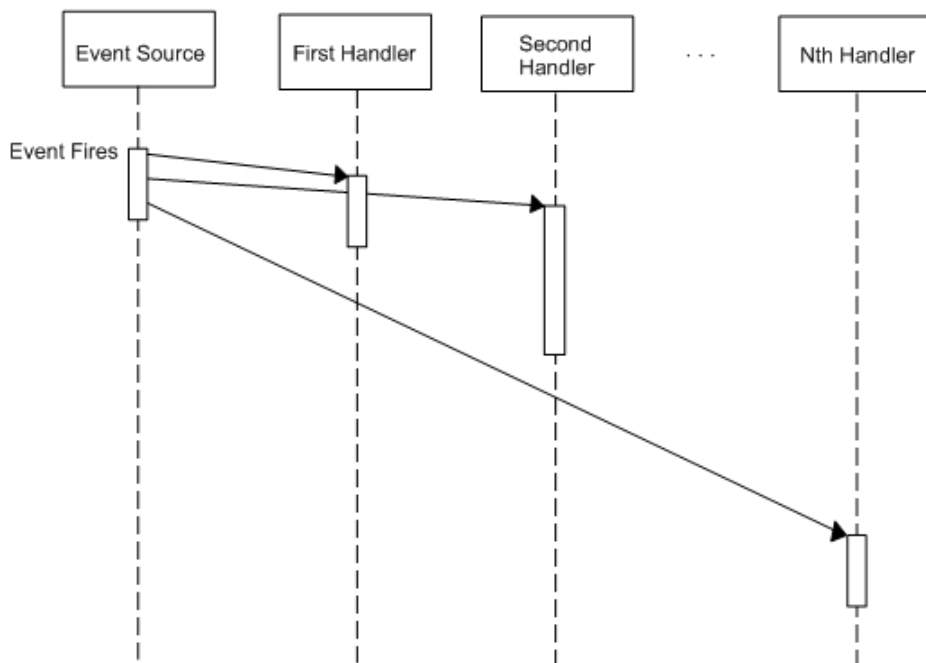 Event Source
First Handler
Second
Handler
. . .
Nth Handler
Event Fires